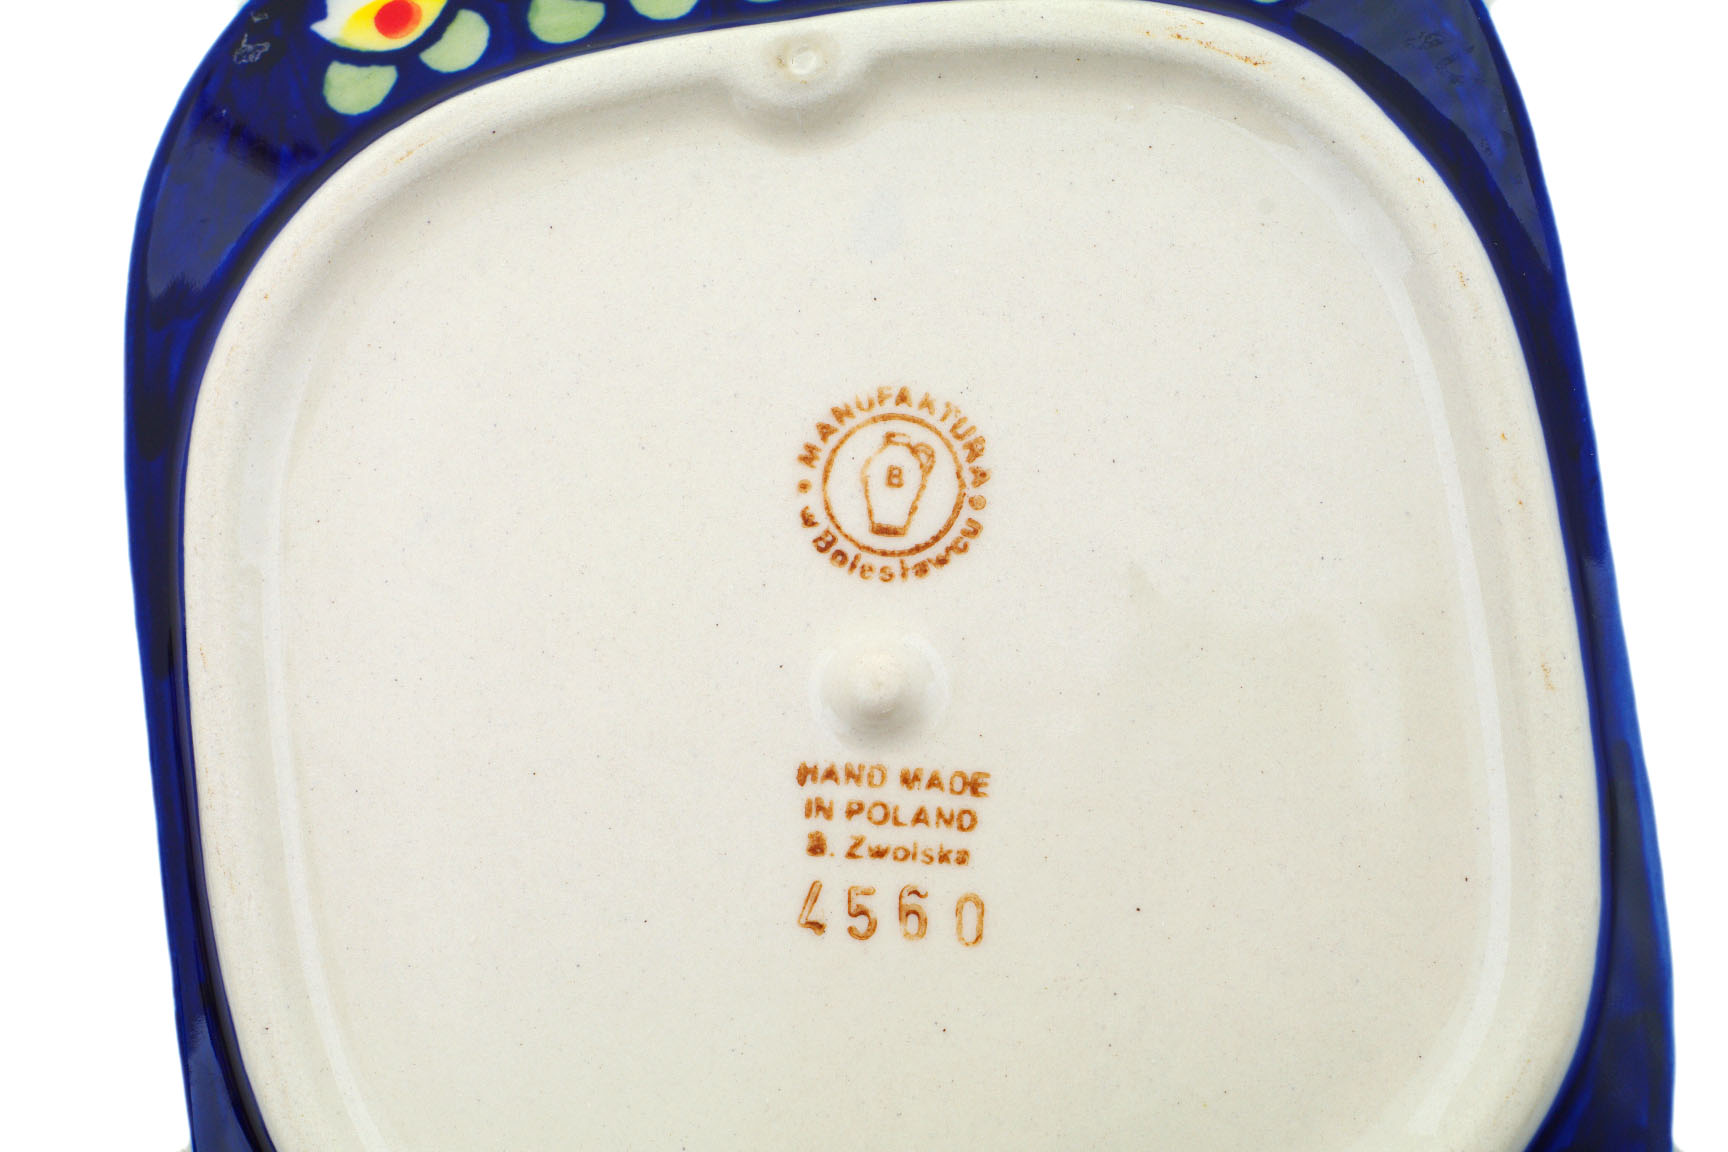 MANUFAKTURA
B
w Bolesławcu
HAND MADE
IN POLAND
B. Zwolska
4560